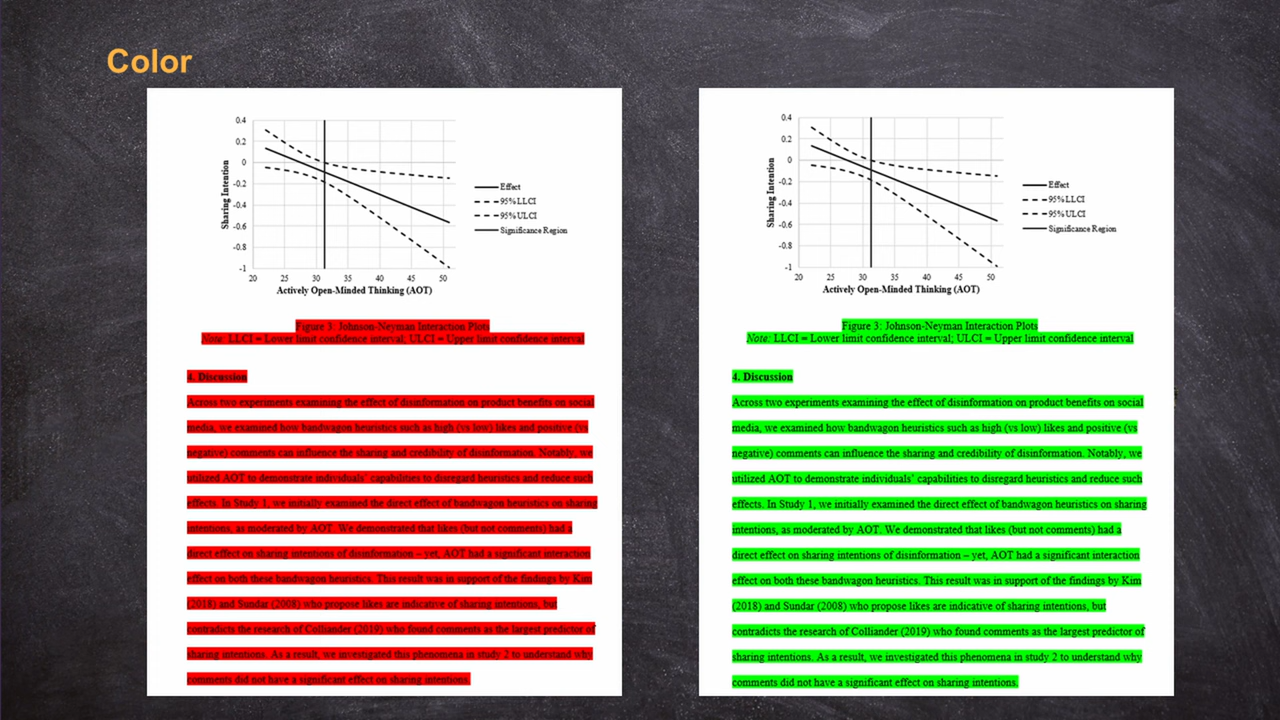 Color
0.4
0.2
0
-0.2
-0.4
-0.6
-0.8
-1
20 25 30 35 40 45 50
Sharing Intention
Actively Open-Minded Thinking (AOT)
Effect
95% LLCI
95% ULCI
Significance Region
Figure 3: Johnson-Neyman Interaction Plots
Note: LLCI = Lower limit confidence interval; ULCI = Upper limit confidence interval
4. Discussion
Across two experiments examining the effect of disinformation on product benefits on social
media, we examined how bandwagon heuristics such as high (vs low) likes and positive (vs
negative) comments can influence the sharing and credibility of disinformation. Notably, we
utilized AOT to demonstrate individuals' capabilities to disregard heuristics and reduce such
effects. In Study 1, we initially examined the direct effect of bandwagon heuristics on sharing
intentions, as moderated by AOT. We demonstrated that likes (but not comments) had a
direct effect on sharing intentions of disinformation – yet, AOT had a significant interaction
effect on both these bandwagon heuristics. This result was in support of the findings by Kim
(2018) and Sundar (2008) who propose likes are indicative of sharing intentions, but
contradicts the research of Colliander (2019) who found comments as the largest predictor of
sharing intentions. As a result, we investigated this phenomena in study 2 to understand why
comments did not have a significant effect on sharing intentions.
0.4
0.2
0
-0.2
-0.4
-0.6
-0.8
-1
20 25 30 35 40 45 50
Sharing Intention
Actively Open-Minded Thinking (AOT)
Effect
95% LLCI
95% ULCI
Significance Region
Figure 3: Johnson-Neyman Interaction Plots
Note: LLCI = Lower limit confidence interval; ULCI = Upper limit confidence interval
4. Discussion
Across two experiments examining the effect of disinformation on product benefits on social
media, we examined how bandwagon heuristics such as high (vs low) likes and positive (vs
negative) comments can influence the sharing and credibility of disinformation. Notably, we
utilized AOT to demonstrate individuals' capabilities to disregard heuristics and reduce such
effects. In Study 1, we initially examined the direct effect of bandwagon heuristics on sharing
intentions, as moderated by AOT. We demonstrated that likes (but not comments) had a
direct effect on sharing intentions of disinformation – yet, AOT had a significant interaction
effect on both these bandwagon heuristics. This result was in support of the findings by Kim
(2018) and Sundar (2008) who propose likes are indicative of sharing intentions, but
contradicts the research of Colliander (2019) who found comments as the largest predictor of
sharing intentions. As a result, we investigated this phenomena in study 2 to understand why
comments did not have a significant effect on sharing intentions.